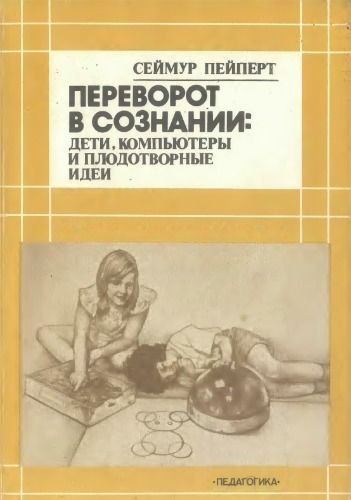 СЕЙМУР ПЕЙПЕРТ
ПЕРЕВОРОТ
В СОЗНАНИИ:
ДЕТИ, КОМПЬЮТЕРЫ
И ПЛОДОТВОРНЫЕ
ИДЕИ
·ПЕДАГОГИКА·